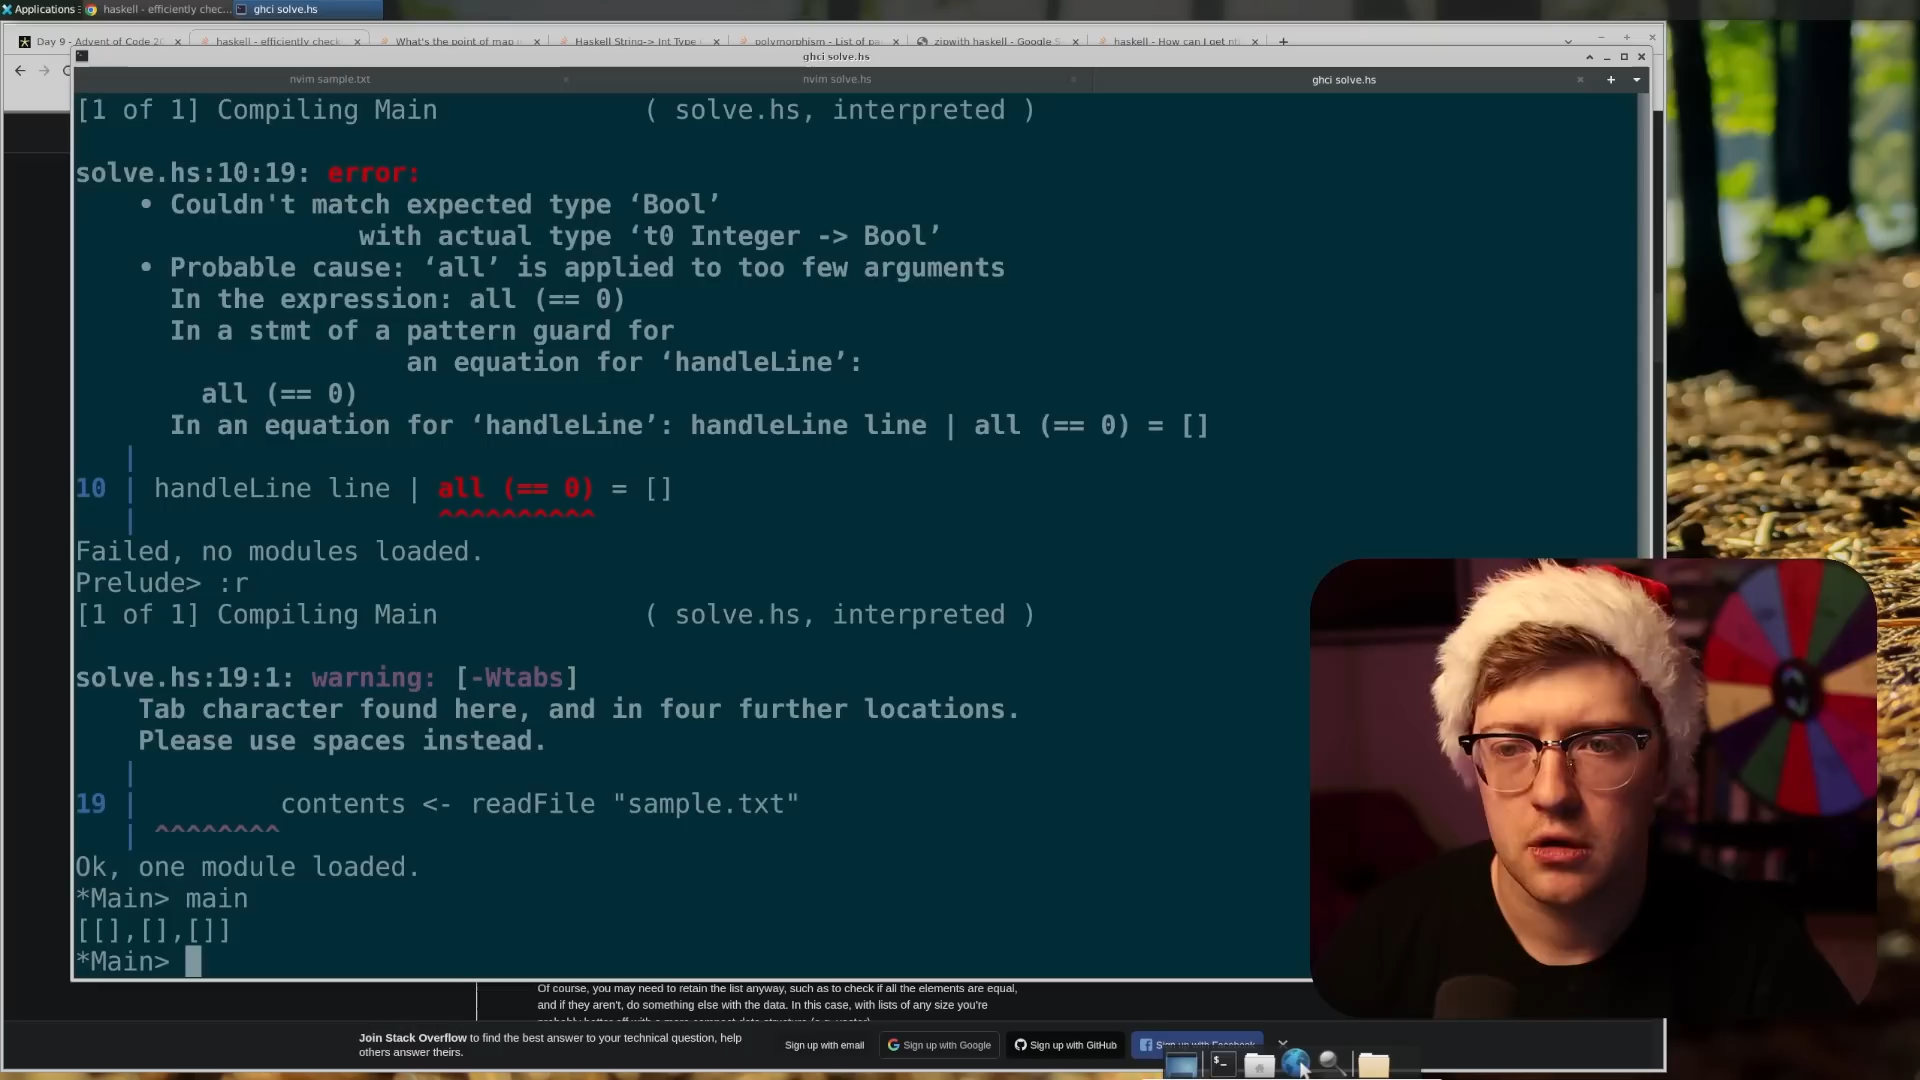 Applications
haskell - efficiently chec...
ghci solve.hs
Day 9 - Advent of Code 20
haskell - efficiently check
What's the point of map i
Haskell String-> Int Type (
polymorphism - List of pa
zipwith haskell - Google S
haskell - How can I get nt
ghci solve.hs
nvim sample.txt
nvim solve.hs
ghci solve.hs
[1 of 1] Compiling Main ( solve.hs, interpreted )
solve.hs:10:19: error:
• Couldn't match expected type ‘Bool’
with actual type ‘t0 Integer -> Bool’
• Probable cause: ‘all’ is applied to too few arguments
In the expression: all (== 0)
In a stmt of a pattern guard for
an equation for ‘handleLine’:
all (== 0)
In an equation for ‘handleLine’: handleLine line | all (== 0) = []
|
10 | handleLine line | all (== 0) = []
| ^^^^^^^^^^
Failed, no modules loaded.
Prelude> :r
[1 of 1] Compiling Main ( solve.hs, interpreted )
solve.hs:19:1: warning: [-Wtabs]
Tab character found here, and in four further locations.
Please use spaces instead.
|
19 | contents <- readFile "sample.txt"
| ^^^^^^^^
Ok, one module loaded.
*Main> main
[[],[],[]]
*Main>
Of course, you may need to retain the list anyway, such as to check if all the elements are equal,
and if they aren't, do something else with the data. In this case, with lists of any size you're
Join Stack Overflow to find the best answer to your technical question, help
others answer theirs.
Sign up with email
Sign up with Google
Sign up with GitHub
Sign up with Facebook